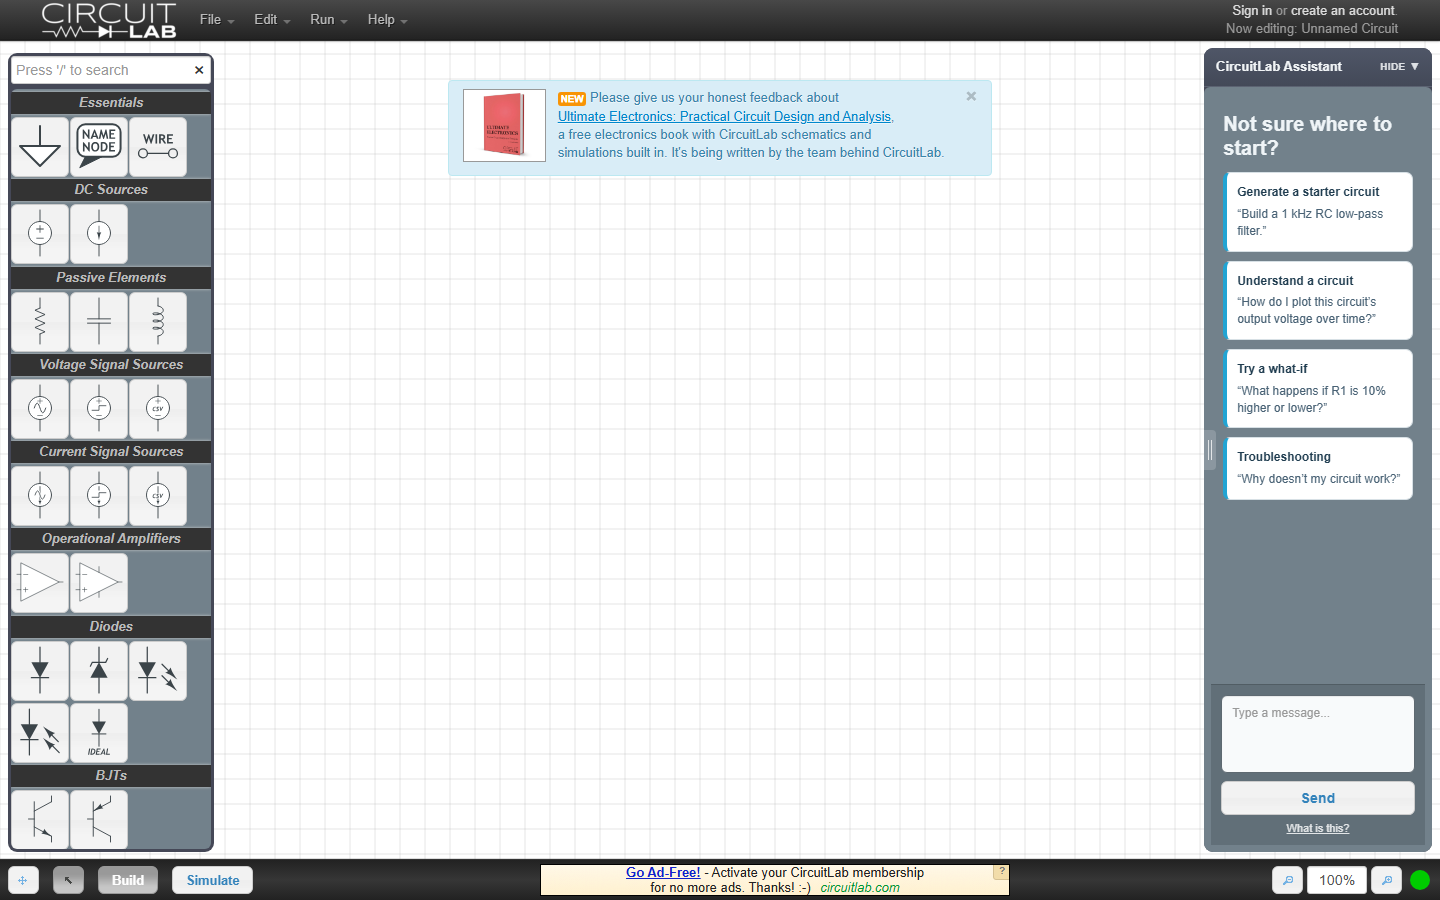 CIRCUIT
LAB
File
Edit
Run
Help
Sign in or create an account.
Now editing: Unnamed Circuit
Press '/' to search
×
Essentials
NAME
NODE
WIRE
DC Sources
Passive Elements
Voltage Signal Sources
CSV
Current Signal Sources
CSV
Operational Amplifiers
Diodes
IDEAL
BJTs
ULTIMATE
ELECTRONICS
NEW Please give us your honest feedback about
Ultimate Electronics: Practical Circuit Design and Analysis,
a free electronics book with CircuitLab schematics and
simulations built in. It's being written by the team behind CircuitLab.
×
CircuitLab Assistant
HIDE ▼
Not sure where to
start?
Generate a starter circuit
“Build a 1 kHz RC low-pass
filter.”
Understand a circuit
“How do I plot this circuit’s
output voltage over time?”
Try a what-if
“What happens if R1 is 10%
higher or lower?”
Troubleshooting
“Why doesn’t my circuit work?”
Type a message...
Send
What is this?
Build
Simulate
Go Ad-Free! - Activate your CircuitLab membership
for no more ads. Thanks! :-) circuitlab.com
?
100%